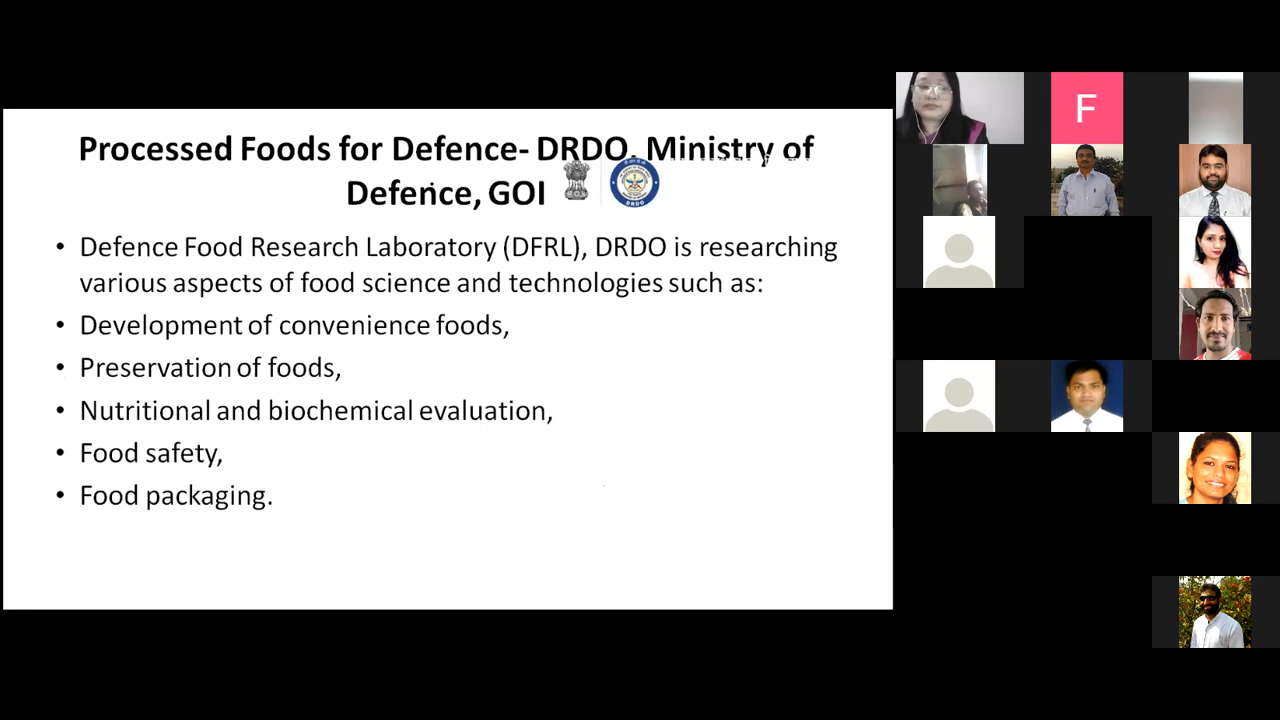 Processed Foods for Defence- DRDO, Ministry of
Defence, GOI
DRDO
• Defence Food Research Laboratory (DFRL), DRDO is researching
various aspects of food science and technologies such as:
• Development of convenience foods,
• Preservation of foods,
• Nutritional and biochemical evaluation,
• Food safety,
• Food packaging.
F